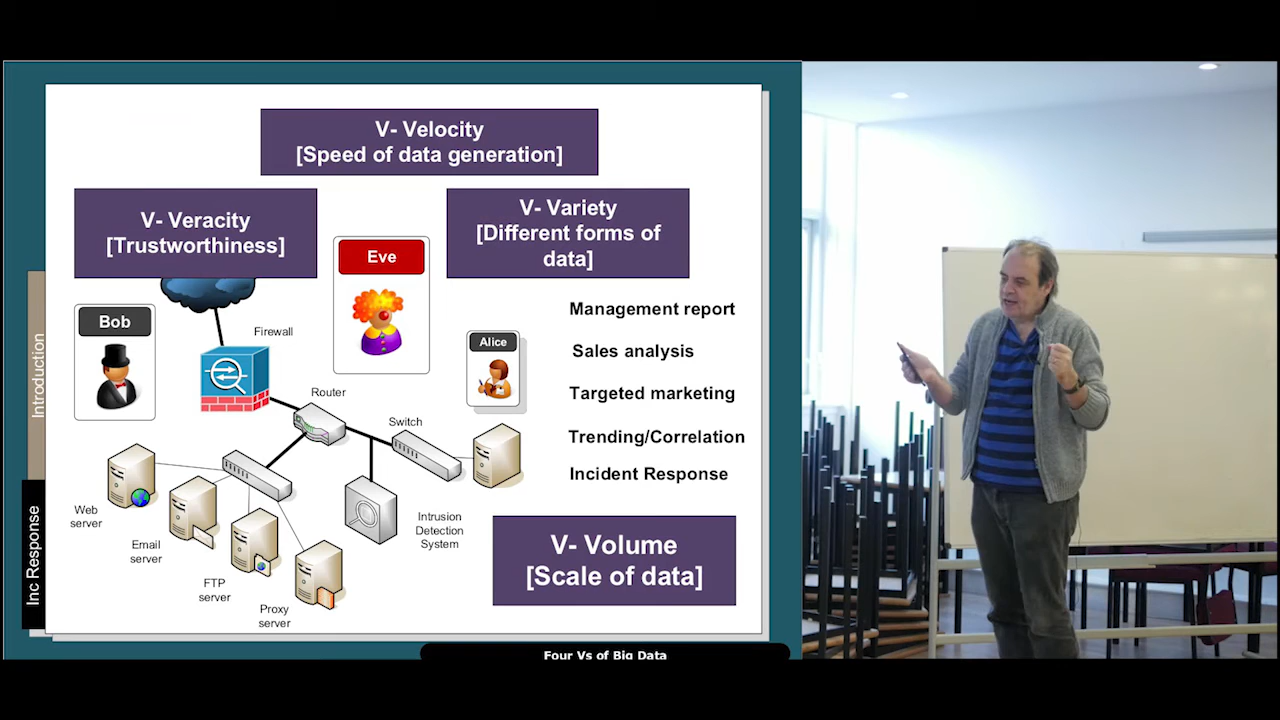 V- Velocity
[Speed of data generation]
V- Veracity
[Trustworthiness]
V- Variety
[Different forms of
data]
Eve
Bob
Firewall
Alice
Router
Switch
Management report
Sales analysis
Targeted marketing
Trending/Correlation
Incident Response
Web
server
Email
server
FTP
server
Proxy
server
Intrusion
Detection
System
V- Volume
[Scale of data]
Introduction
Inc Response
Four Vs of Big Data